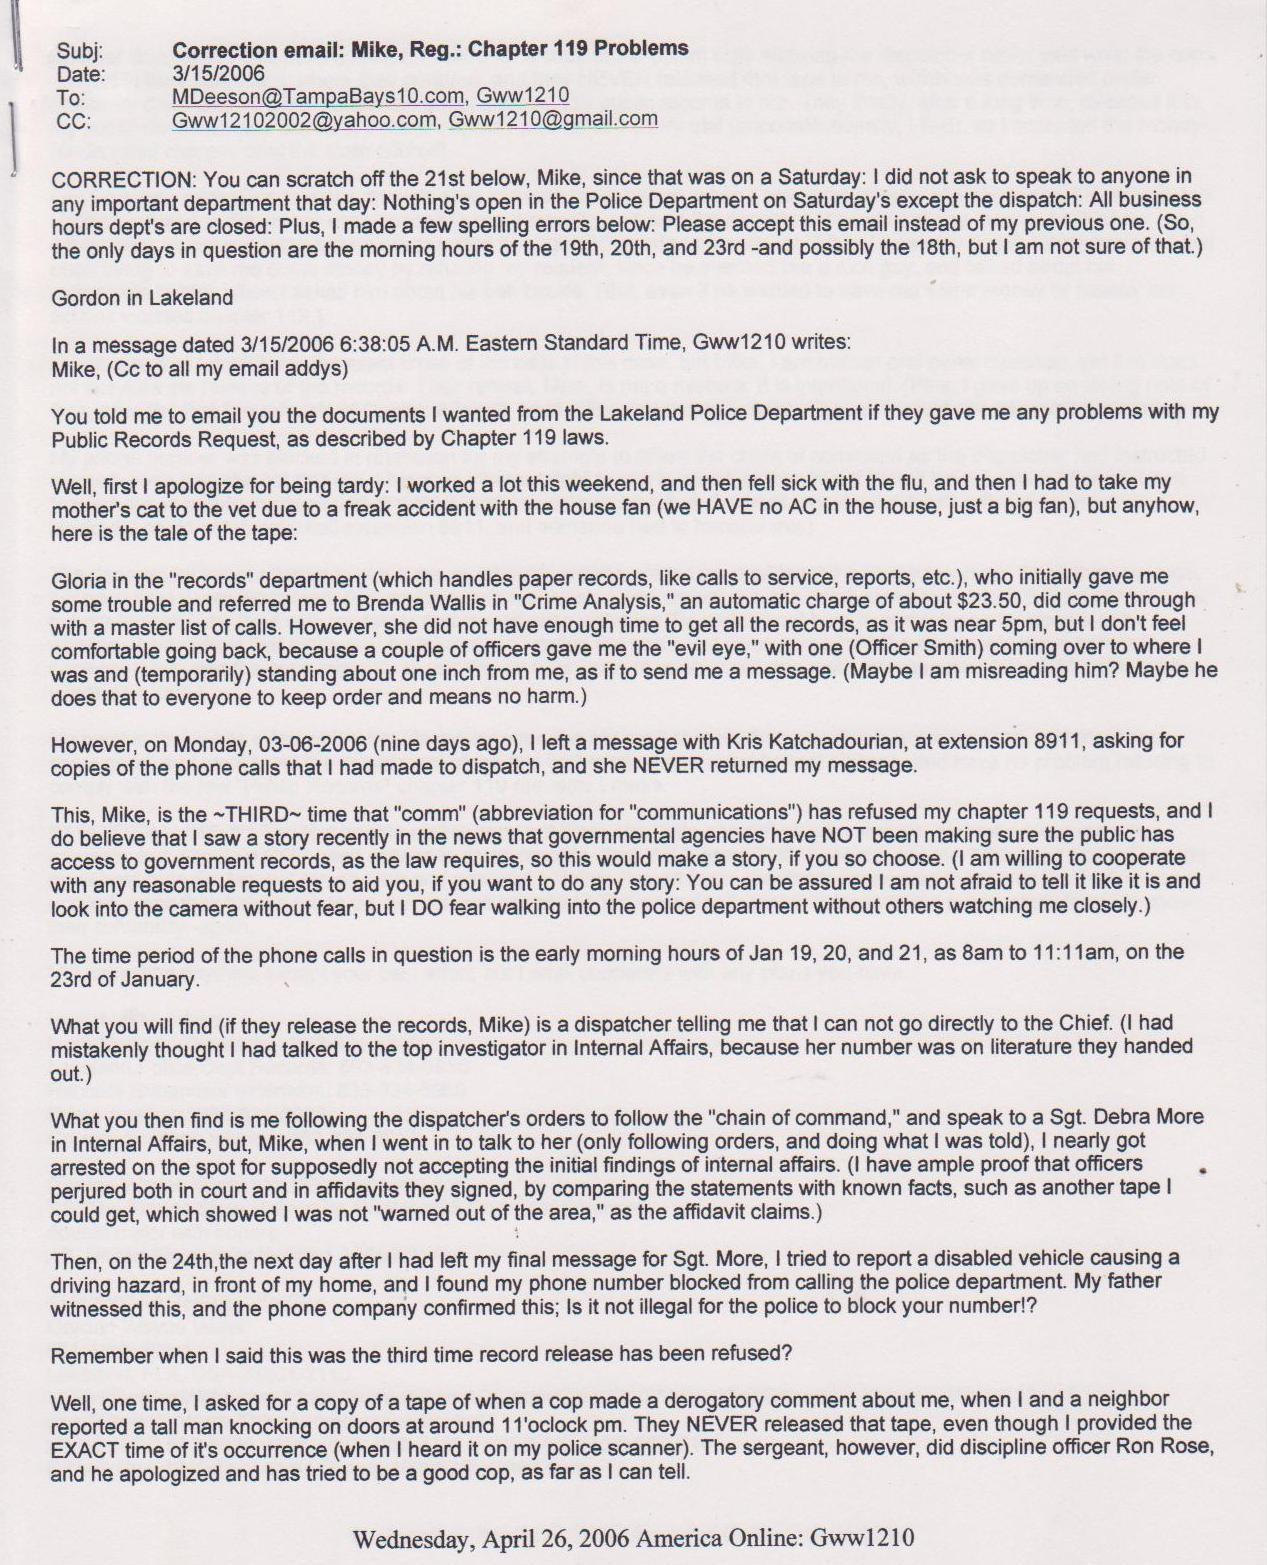 Subj: Correction email: Mike, Reg.: Chapter 119 Problems
Date: 3/15/2006
To: MDeeson@TampaBays10.com, Gww1210
CC: Gww12102002@yahoo.com, Gww1210@gmail.com
CORRECTION: You can scratch off the 21st below, Mike, since that was on a Saturday: I did not ask to speak to anyone in
any important department that day: Nothing's open in the Police Department on Saturday's except the dispatch: All business
hours dept's are closed: Plus, I made a few spelling errors below: Please accept this email instead of my previous one. (So,
the only days in question are the morning hours of the 19th, 20th, and 23rd -and possibly the 18th, but I am not sure of that.)
Gordon in Lakeland
In a message dated 3/15/2006 6:38:05 A.M. Eastern Standard Time, Gww1210 writes:
Mike, (Cc to all my email addys)
You told me to email you the documents I wanted from the Lakeland Police Department if they gave me any problems with my
Public Records Request, as described by Chapter 119 laws.
Well, first I apologize for being tardy: I worked a lot this weekend, and then fell sick with the flu, and then I had to take my
mother's cat to the vet due to a freak accident with the house fan (we HAVE no AC in the house, just a big fan), but anyhow,
here is the tale of the tape:
Gloria in the "records" department (which handles paper records, like calls to service, reports, etc.), who initially gave me
some trouble and referred me to Brenda Wallis in "Crime Analysis," an automatic charge of about $23.50, did come through
with a master list of calls. However, she did not have enough time to get all the records, as it was near 5pm, but I don't feel
comfortable going back, because a couple of officers gave me the "evil eye," with one (Officer Smith) coming over to where I
was and (temporarily) standing about one inch from me, as if to send me a message. (Maybe I am misreading him? Maybe he
does that to everyone to keep order and means no harm.)
However, on Monday, 03-06-2006 (nine days ago), I left a message with Kris Katchadourian, at extension 8911, asking for
copies of the phone calls that I had made to dispatch, and she NEVER returned my message.
This, Mike, is the ~THIRD~ time that "comm" (abbreviation for "communications") has refused my chapter 119 requests, and I
do believe that I saw a story recently in the news that governmental agencies have NOT been making sure the public has
access to government records, as the law requires, so this would make a story, if you so choose. (I am willing to cooperate
with any reasonable requests to aid you, if you want to do any story: You can be assured I am not afraid to tell it like it is and
look into the camera without fear, but I DO fear walking into the police department without others watching me closely.)
The time period of the phone calls in question is the early morning hours of Jan 19, 20, and 21, as 8am to 11:11am, on the
23rd of January.
What you will find (if they release the records, Mike) is a dispatcher telling me that I can not go directly to the Chief. (I had
mistakenly thought I had talked to the top investigator in Internal Affairs, because her number was on literature they handed
out.)
What you then find is me following the dispatcher's orders to follow the "chain of command," and speak to a Sgt. Debra More
in Internal Affairs, but, Mike, when I went in to talk to her (only following orders, and doing what I was told), I nearly got
arrested on the spot for supposedly not accepting the initial findings of internal affairs. (I have ample proof that officers
perjured both in court and in affidavits they signed, by comparing the statements with known facts, such as another tape I
could get, which showed I was not "warned out of the area," as the affidavit claims.)
Then, on the 24th,the next day after I had left my final message for Sgt. More, I tried to report a disabled vehicle causing a
driving hazard, in front of my home, and I found my phone number blocked from calling the police department. My father
witnessed this, and the phone company confirmed this; Is it not illegal for the police to block your number!?
Remember when I said this was the third time record release has been refused?
Well, one time, I asked for a copy of a tape of when a cop made a derogatory comment about me, when I and a neighbor
reported a tall man knocking on doors at around 11'oclock pm. They NEVER released that tape, even though I provided the
EXACT time of it's occurrence (when I heard it on my police scanner). The sergeant, however, did discipline officer Ron Rose,
and he apologized and has tried to be a good cop, as far as I can tell.
Wednesday, April 26, 2006 America Online: Gww1210